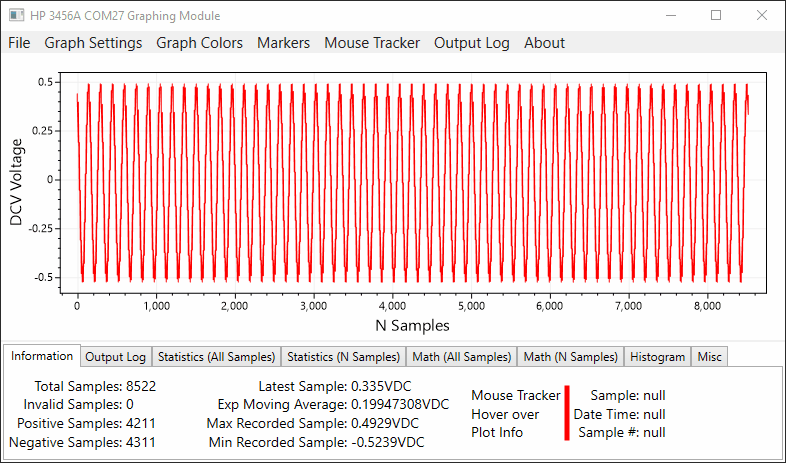 HP 3456A COM27 Graphing Module
File Graph Settings Graph Colors Markers Mouse Tracker Output Log About
0.5
0.25
0
-0.25
-0.5
DCV Voltage
0 1,000 2,000 3,000 4,000 5,000 6,000 7,000 8,000
N Samples
Information Output Log Statistics (All Samples) Statistics (N Samples) Math (All Samples) Math (N Samples) Histogram Misc
Total Samples: 8522
Invalid Samples: 0
Positive Samples: 4211
Negative Samples: 4311
Latest Sample: 0.335VDC
Exp Moving Average: 0.19947308VDC
Max Recorded Sample: 0.4929VDC
Min Recorded Sample: -0.5239VDC
Mouse Tracker
Hover over
Plot Info
Sample: null
Date Time: null
Sample #: null